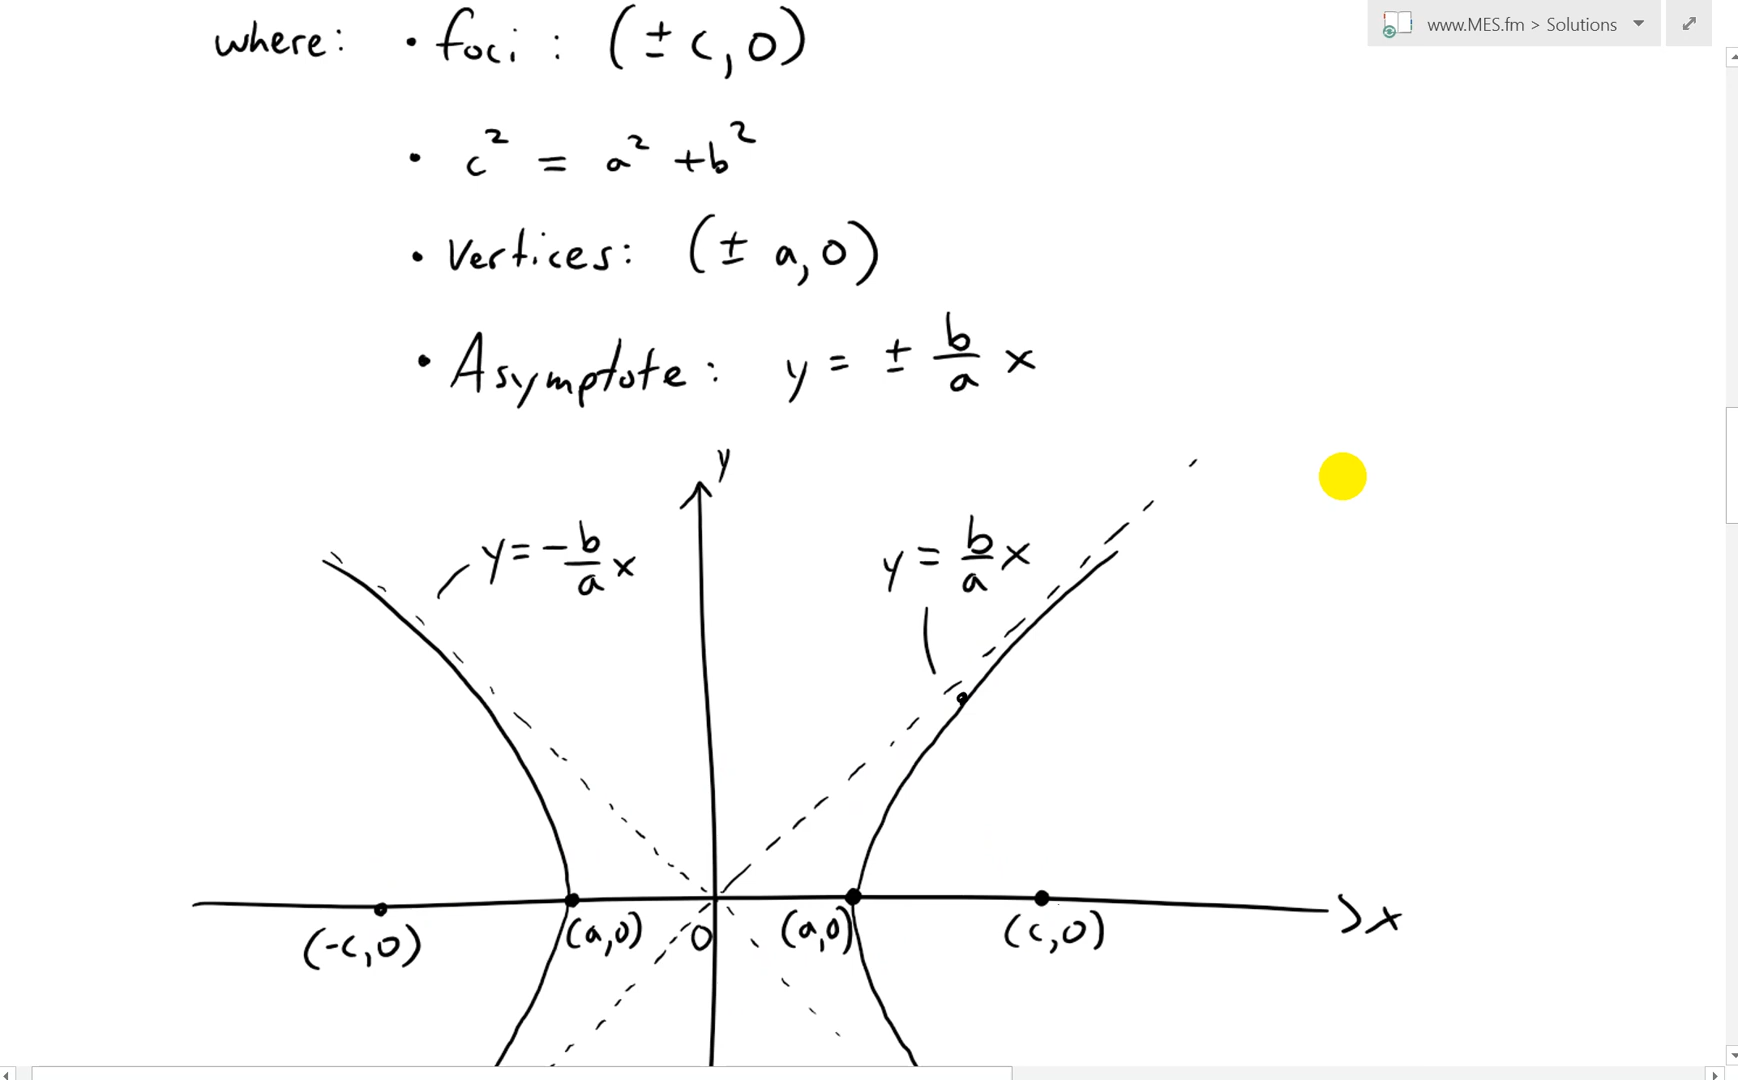 www.MES.fm > Solutions
where: • foci : (± c, 0)
• c² = a² + b²
• Vertices: (± a, 0)
• Asymptote: y = ± b/a x
y
y = - b/a x
y = b/a x
x
(-c, 0)
(a, 0)
0
(a, 0)
(c, 0)